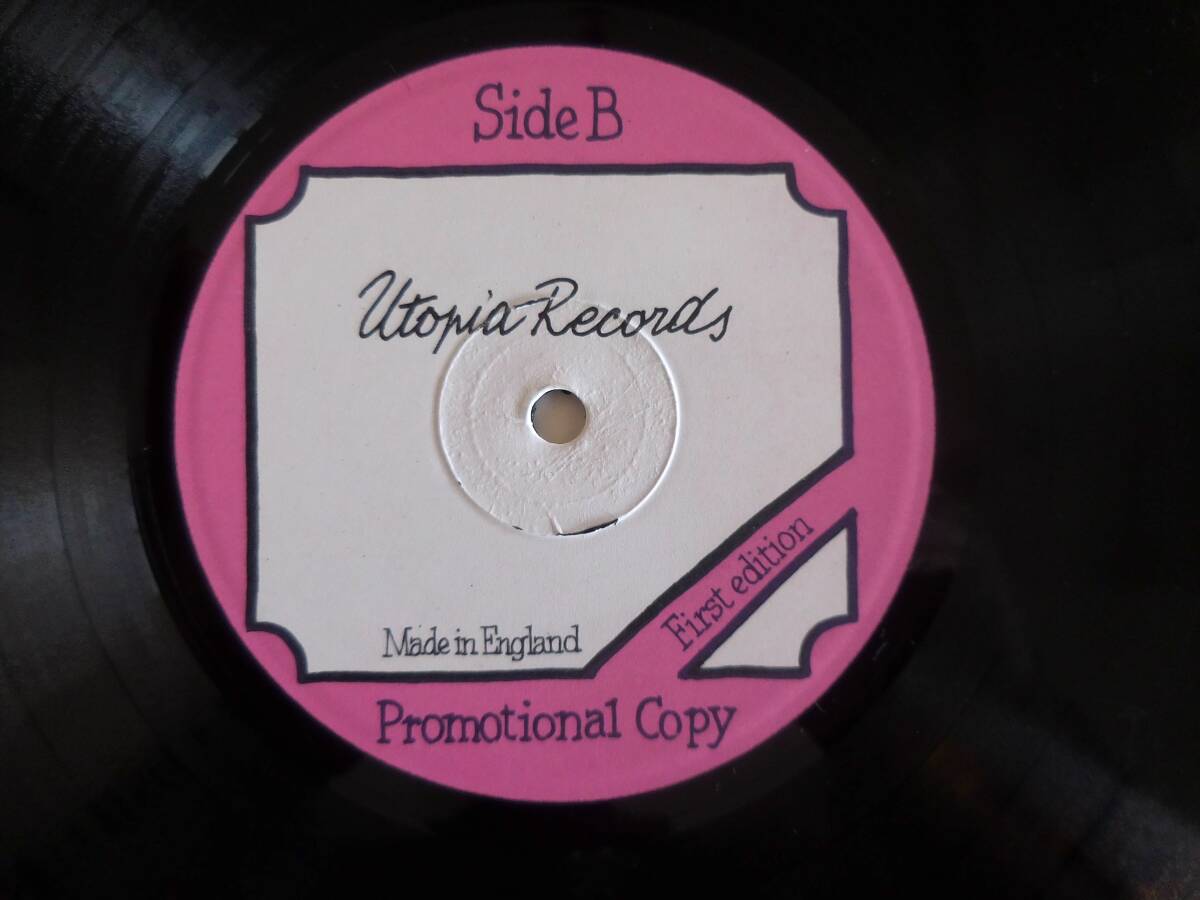 Side B
Utopia Records
Made in England
First edition
Promotional Copy